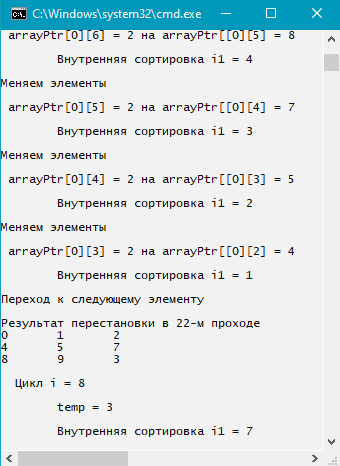 C:\Windows\system32\cmd.exe
arrayPtr[0][6] = 2 на arrayPtr[[0][5] = 8
Внутренняя сортировка i1 = 4
Меняем элементы
arrayPtr[0][5] = 2 на arrayPtr[[0][4] = 7
Внутренняя сортировка i1 = 3
Меняем элементы
arrayPtr[0][4] = 2 на arrayPtr[[0][3] = 5
Внутренняя сортировка i1 = 2
Меняем элементы
arrayPtr[0][3] = 2 на arrayPtr[[0][2] = 4
Внутренняя сортировка i1 = 1
Переход к следующему элементу
Результат перестановки в 22-м проходе
0 1 2
4 5 7
8 9 3
Цикл i = 8
temp = 3
Внутренняя сортировка i1 = 7